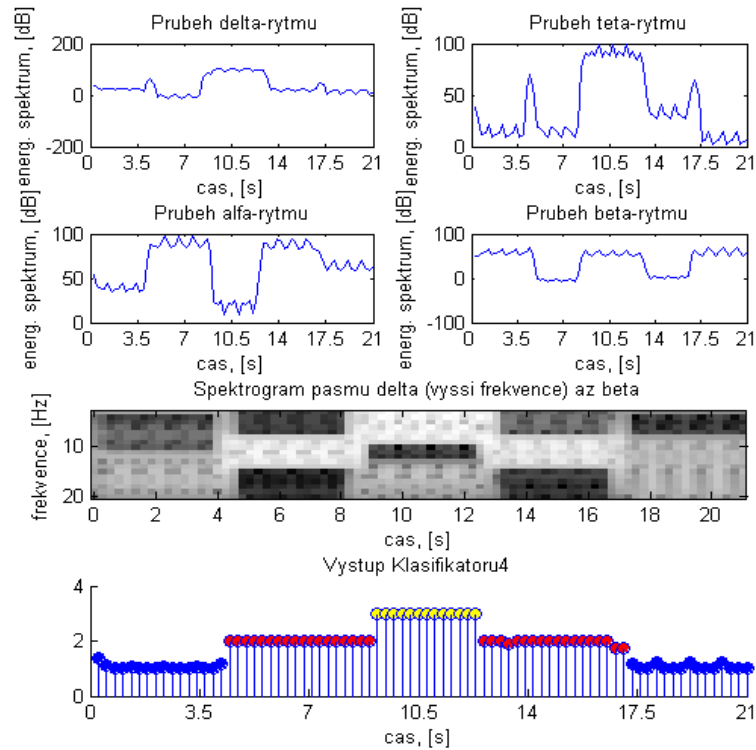 Prubeh delta-rytmu
energ. spektrum, [dB]
200
0
-200
0 3.5 7 10.5 14 17.5 21
cas, [s]
Prubeh teta-rytmu
energ. spektrum, [dB]
100
50
0
0 3.5 7 10.5 14 17.5 21
cas, [s]
Prubeh alfa-rytmu
energ. spektrum, [dB]
100
50
0
0 3.5 7 10.5 14 17.5 21
cas, [s]
Prubeh beta-rytmu
energ. spektrum, [dB]
100
0
-100
0 3.5 7 10.5 14 17.5 21
cas, [s]
Spektrogram pasmu delta (vyssi frekvence) az beta
frekvence, [Hz]
10
20
0 2 4 6 8 10 12 14 16 18 20
cas, [s]
Vystup Klasifikatoru4
4
2
0
0 3.5 7 10.5 14 17.5 21
cas, [s]